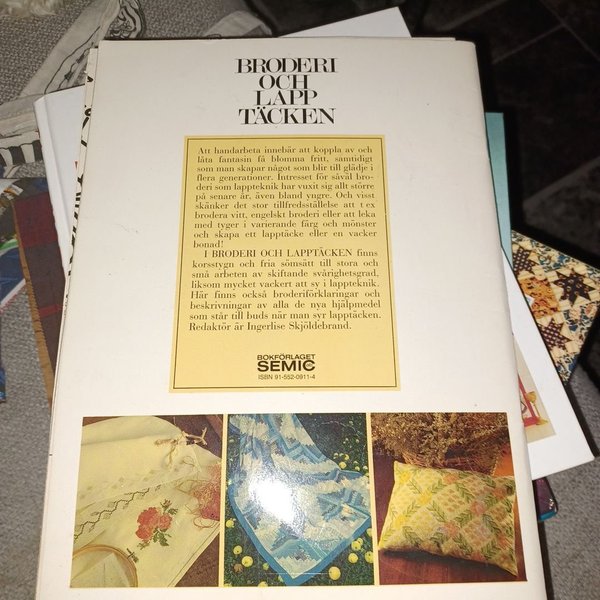 BRODERI
OCH
LAPP
TÄCKEN
Att handarbeta innebär att koppla av och
låta fantasin få blomma fritt, samtidigt
som man skapar något som blir till glädje i
flera generationer. Intresset för såväl bro-
deri som lappteknik har vuxit sig allt större
på senare år, även bland yngre. Och visst
skänker det stor tillfredsställelse att t ex
brodera vitt, engelskt broderi eller att leka
med tyger i varierande färg och mönster
och skapa ett lapptäcke eller en vacker
bonad!
I BRODERI OCH LAPPTÄCKEN finns
korsstygn och fria sömsätt till stora och
små arbeten av skiftande svårighetsgrad,
liksom mycket vackert att sy i lappteknik.
Här finns också broderiförklaringar och
beskrivningar av alla de nya hjälpmedel
som står till buds när man syr lapptäcken.
Redaktör är Ingerlise Skjöldebrand.
BOKFÖRLAGET
SEMIC
ISBN 91-552-0911-4